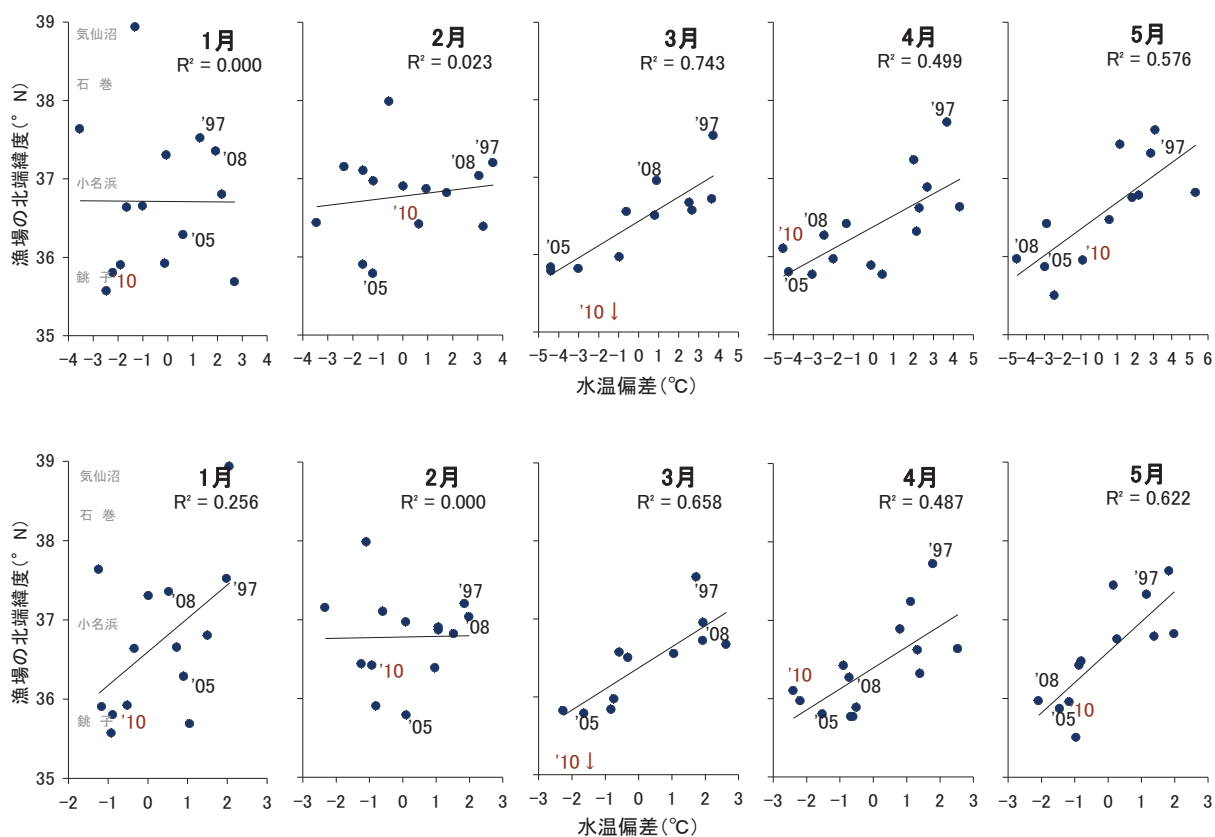 漁場の北端緯度(° N)
39
38
37
36
35
気仙沼
石 巻
小名浜
銚 子
1月
R² = 0.000
'97
'08
'05
'10
−4 −3 −2 −1 0 1 2 3 4
2月
R² = 0.023
'97
'08
'10
'05
−4 −3 −2 −1 0 1 2 3 4
3月
R² = 0.743
'97
'08
'05
'10 ↓
−5−4−3−2−1 0 1 2 3 4 5
4月
R² = 0.499
'97
'08
'10
'05
−5−4−3−2−1 0 1 2 3 4 5
5月
R² = 0.576
'97
'08
'05
'10
−5−4−3−2−1 0 1 2 3 4 5 6
水温偏差(℃)
漁場の北端緯度(° N)
39
38
37
36
35
気仙沼
石 巻
小名浜
銚 子
1月
R² = 0.256
'97
'08
'05
'10
−2 −1 0 1 2 3
2月
R² = 0.000
'97
'08
'10
'05
−3 −2 −1 0 1 2 3
3月
R² = 0.658
'97
'08
'05
'10 ↓
−3 −2 −1 0 1 2 3
4月
R² = 0.487
'97
'10
'08
'05
−3 −2 −1 0 1 2 3
5月
R² = 0.622
'97
'08
'10
'05
−3 −2 −1 0 1 2 3
水温偏差(℃)